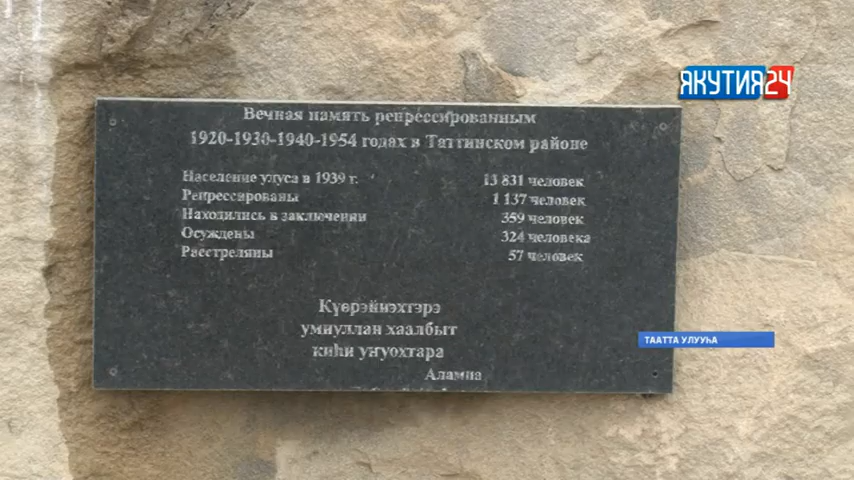 ЯКУТИЯ24
Вечная память репрессированным
1920-1930-1940-1954 годах в Таттинском районе
Население улуса в 1939 г. 13 831 человек
Репрессированы 1 137 человек
Находились в заключении 359 человек
Осуждены 324 человека
Расстреляны 57 человек
Күөрэйиэхтэрэ
умнуллан хаалбыт
киһи уҥуохтара
Алампа
ТААТТА УЛУУҺА